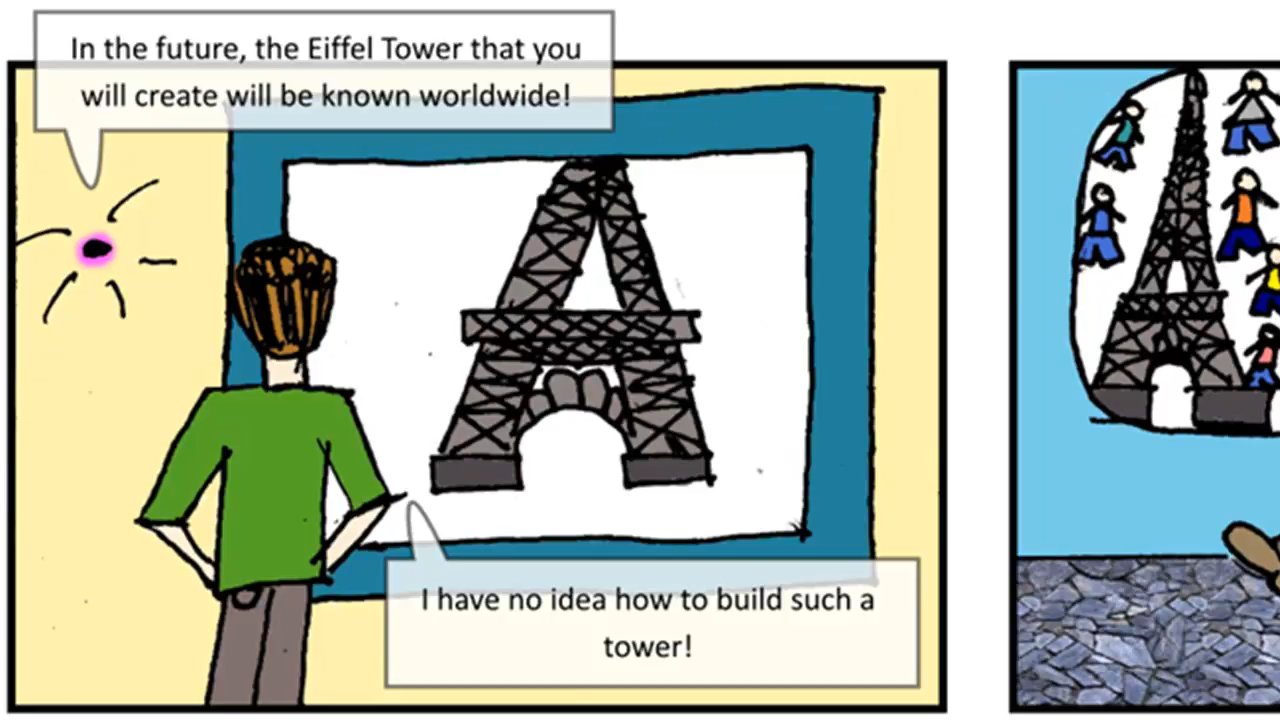 In the future, the Eiffel Tower that you
will create will be known worldwide!
I have no idea how to build such a
tower!